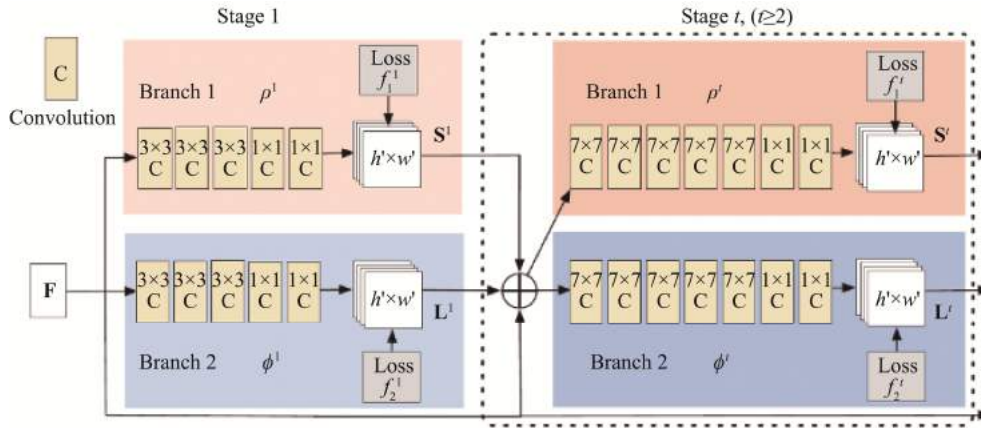 Stage 1
Stage t, (t≥2)
C
Convolution
Branch 1 ρ¹
Loss
f₁¹
3×3 3×3 3×3 1×1 1×1
C C C C C
h'×w'
S¹
Branch 1 ρᵗ
Loss
f₁ᵗ
7×7 7×7 7×7 7×7 7×7 1×1 1×1
C C C C C C C
h'×w'
Sᵗ
F
3×3 3×3 3×3 1×1 1×1
C C C C C
h'×w'
L¹
Branch 2 ϕ¹
Loss
f₂¹
7×7 7×7 7×7 7×7 7×7 1×1 1×1
C C C C C C C
h'×w'
Lᵗ
Branch 2 ϕᵗ
Loss
f₂ᵗ